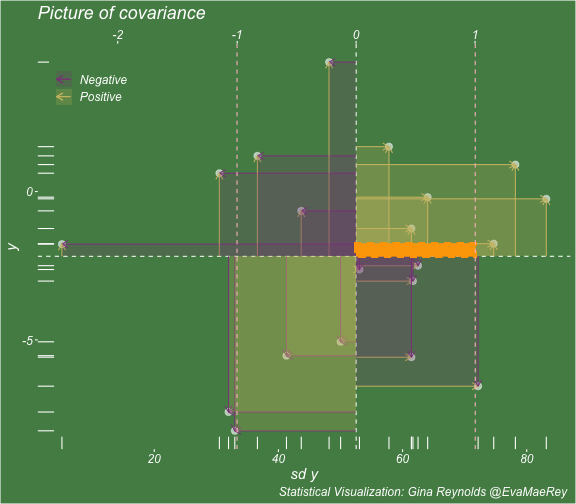 Picture of covariance
-2 -1 0 1
Negative
Positive
0
y
-5
20 40 60 80
sd y
Statistical Visualization: Gina Reynolds @EvaMaeRey